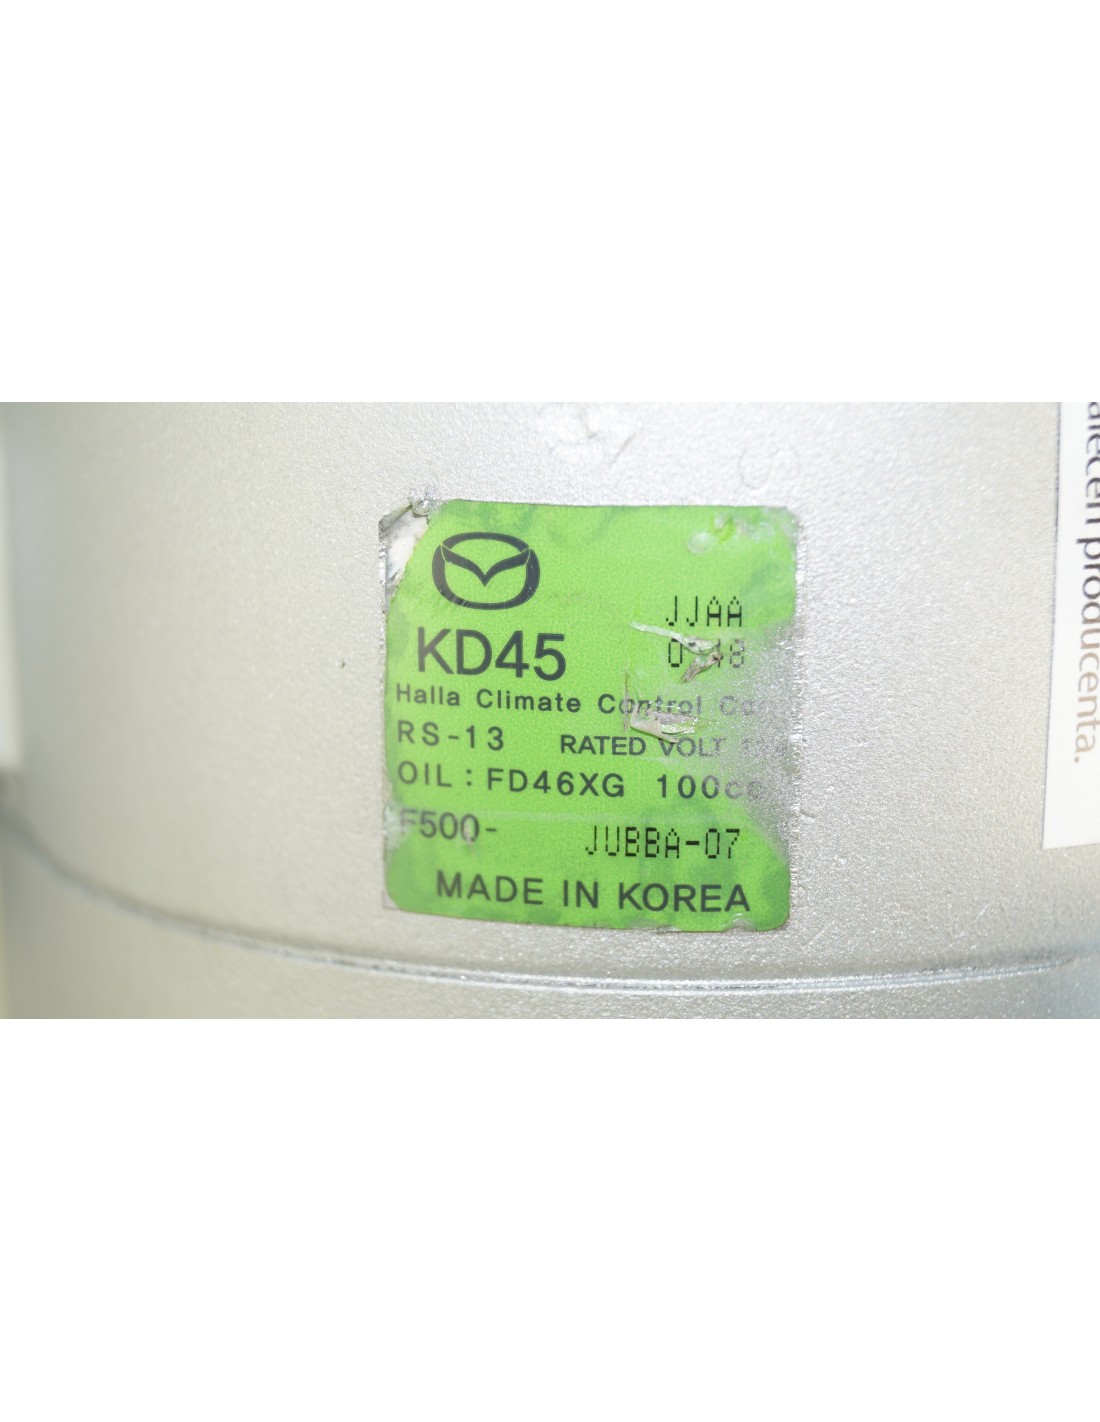 JJAA
KD45
Halla Climate Control
RS-13 RATED VOLT
OIL : FD46XG 100cc
F500- JUBBA-07
MADE IN KOREA
producenta.